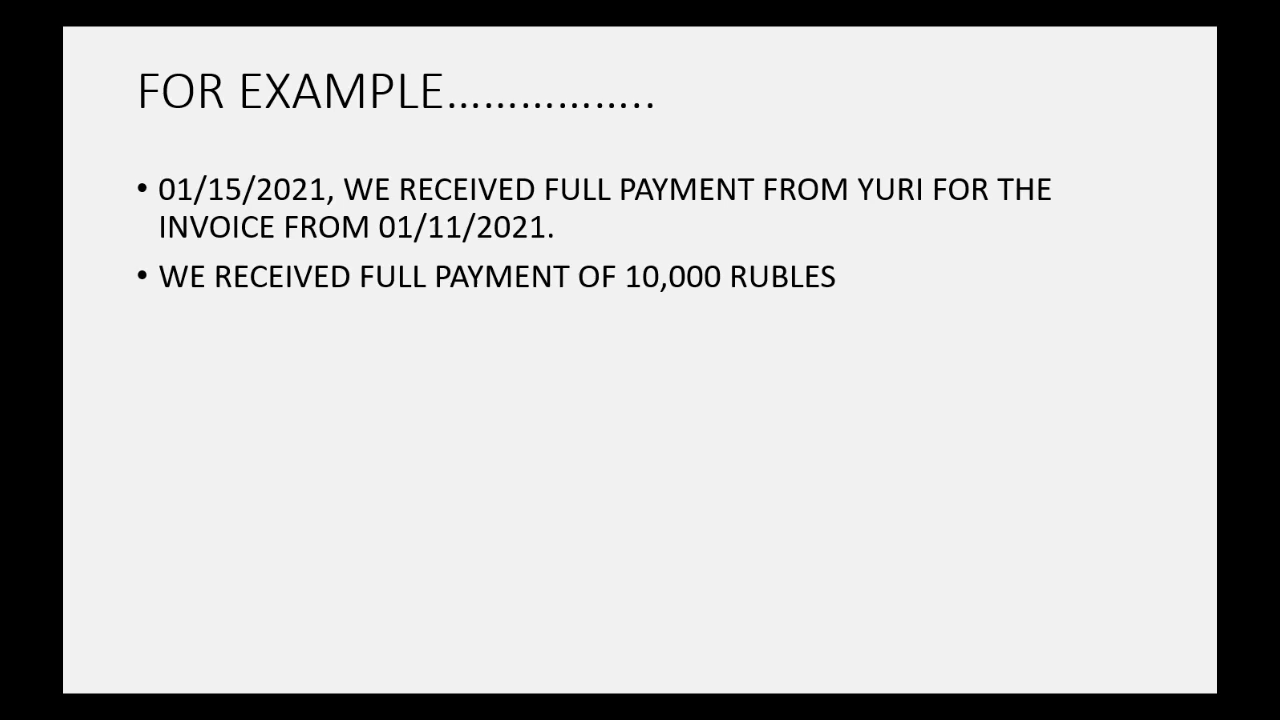 FOR EXAMPLE……………..
• 01/15/2021, WE RECEIVED FULL PAYMENT FROM YURI FOR THE
INVOICE FROM 01/11/2021.
• WE RECEIVED FULL PAYMENT OF 10,000 RUBLES